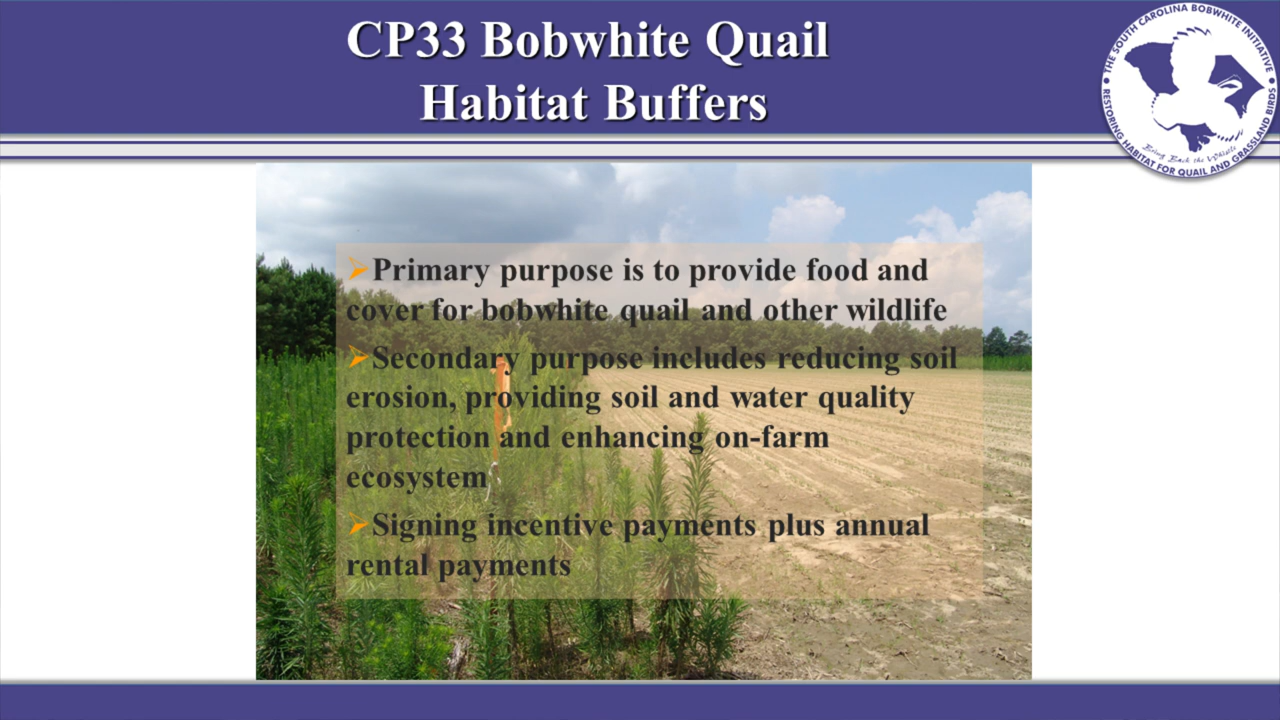 CP33 Bobwhite Quail
Habitat Buffers
THE SOUTH CAROLINA BOBWHITE INITIATIVE
RESTORING HABITAT FOR QUAIL AND GRASSLAND BIRDS
Bring Back the Whistle
Primary purpose is to provide food and
cover for bobwhite quail and other wildlife
Secondary purpose includes reducing soil
erosion, providing soil and water quality
protection and enhancing on-farm
ecosystem
Signing incentive payments plus annual
rental payments